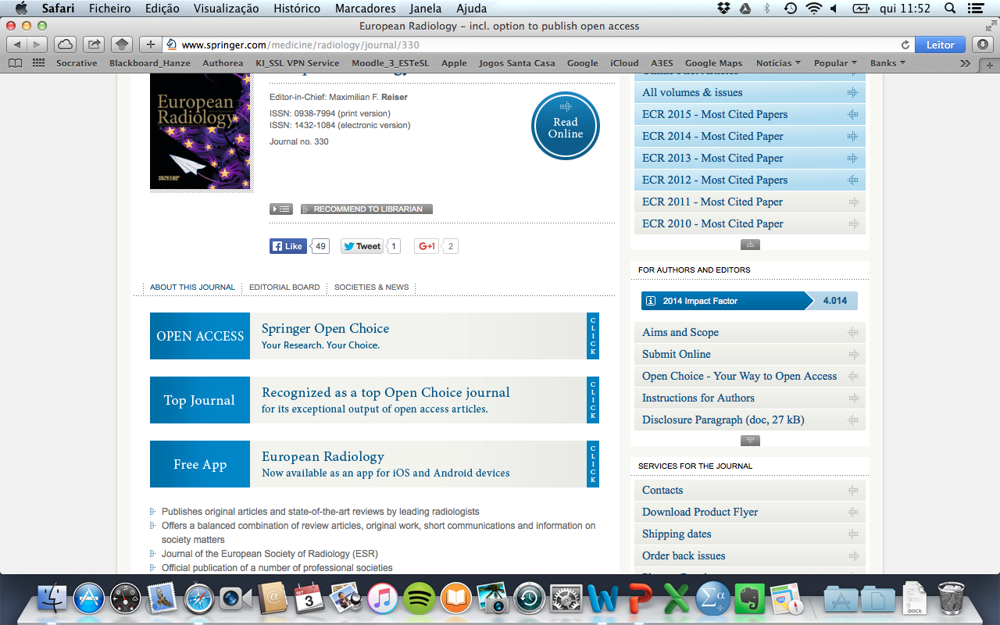 Safari Ficheiro Edição Visualização Histórico Marcadores Janela Ajuda qui 11:52
European Radiology – incl. option to publish open access
www.springer.com/medicine/radiology/journal/330 Leitor
Socrative Blackboard_Hanze Authorea KI_SSL VPN Service Moodle_3_ESTeSL Apple Jogos Santa Casa Google iCloud A3ES Google Maps Notícias Popular Banks
European
Radiology
Editor-in-Chief: Maximilian F. Reiser
ISSN: 0938-7994 (print version)
ISSN: 1432-1084 (electronic version)
Journal no. 330
Read
Online
RECOMMEND TO LIBRARIAN
Like 49 Tweet 1 G+1 2
ABOUT THIS JOURNAL EDITORIAL BOARD SOCIETIES & NEWS
OPEN ACCESS
Springer Open Choice
Your Research. Your Choice.
CLICK
Top Journal
Recognized as a top Open Choice journal
for its exceptional output of open access articles.
CLICK
Free App
European Radiology
Now available as an app for iOS and Android devices
CLICK
Publishes original articles and state-of-the-art reviews by leading radiologists
Offers a balanced combination of review articles, original work, short communications and information on
society matters
Journal of the European Society of Radiology (ESR)
Official publication of a number of professional societies
All volumes & issues
ECR 2015 - Most Cited Papers
ECR 2014 - Most Cited Paper
ECR 2013 - Most Cited Paper
ECR 2012 - Most Cited Papers
ECR 2011 - Most Cited Paper
ECR 2010 - Most Cited Paper
FOR AUTHORS AND EDITORS
2014 Impact Factor 4.014
Aims and Scope
Submit Online
Open Choice - Your Way to Open Access
Instructions for Authors
Disclosure Paragraph (doc, 27 kB)
SERVICES FOR THE JOURNAL
Contacts
Download Product Flyer
Shipping dates
Order back issues
SET
3
DOCX